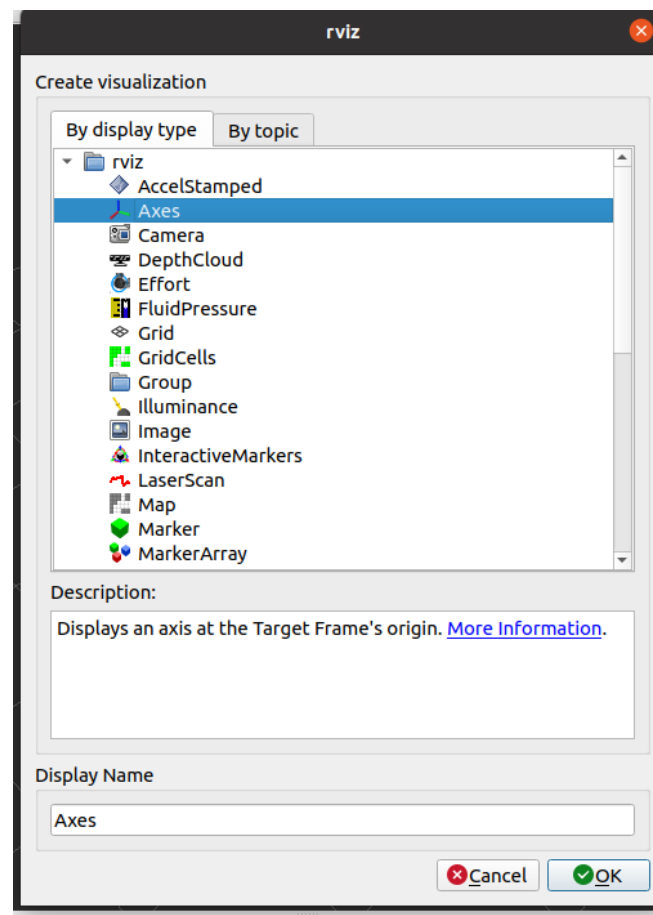 rviz
Create visualization
By display type By topic
rviz
AccelStamped
Axes
Camera
DepthCloud
Effort
FluidPressure
Grid
GridCells
Group
Illuminance
Image
InteractiveMarkers
LaserScan
Map
Marker
MarkerArray
Description:
Displays an axis at the Target Frame's origin. More Information.
Display Name
Axes
Cancel OK